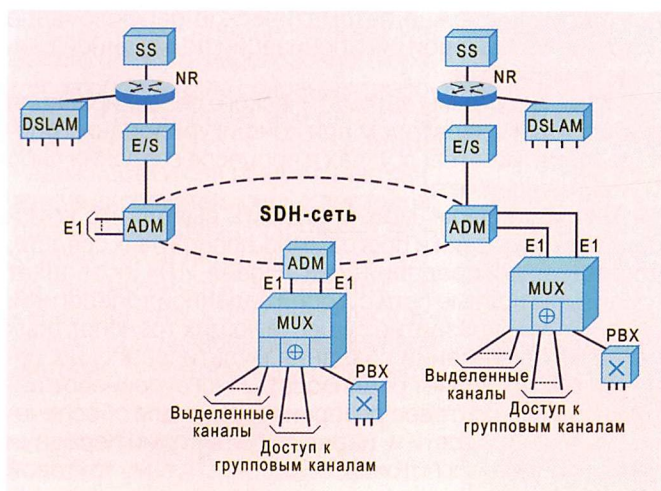 SS
NR
DSLAM
E/S
SS
NR
DSLAM
E/S
SDH-сеть
E1
ADM
ADM
ADM
E1
E1
E1
E1
MUX
MUX
PBX
PBX
Выделенные
каналы
Доступ к
групповым каналам
Выделенные
каналы
Доступ к
групповым каналам